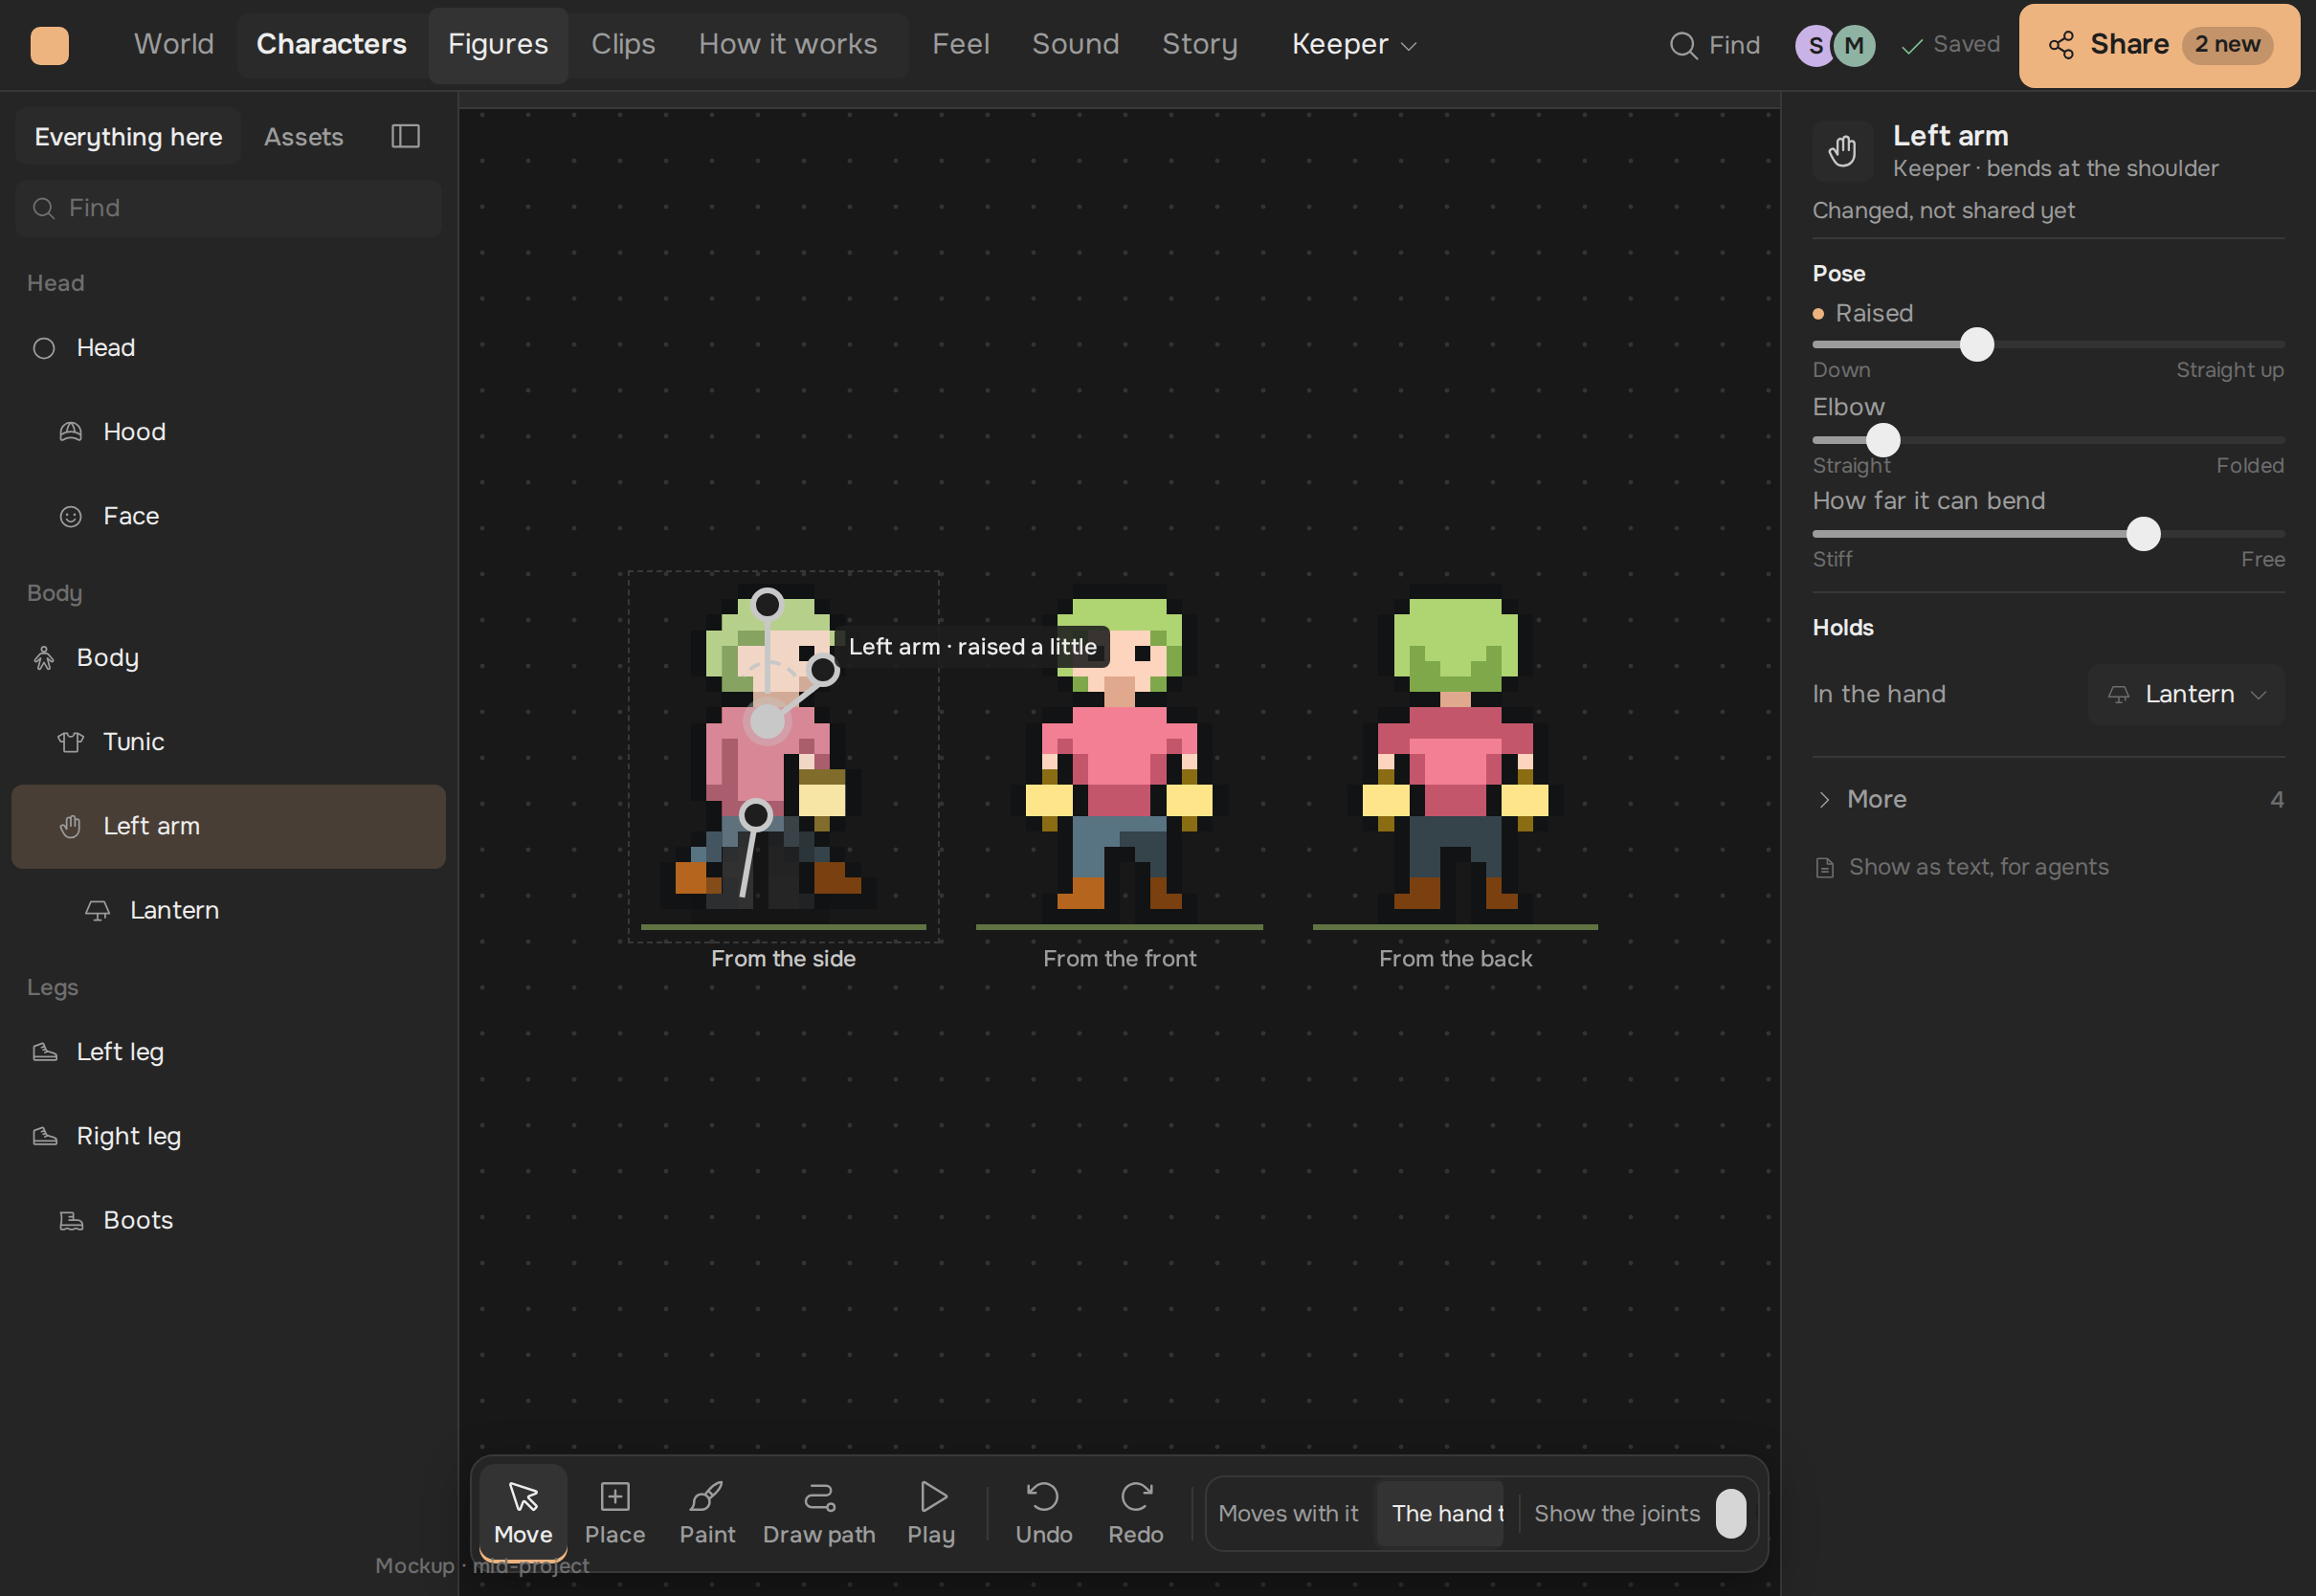 World Characters Figures Clips How it works Feel Sound Story Keeper
Find S M Saved Share 2 new
Everything here Assets
Find
Head
Head
Hood
Face
Body
Body
Tunic
Left arm
Lantern
Legs
Left leg
Right leg
Boots
Left arm · raised a little
From the side From the front From the back
Left arm
Keeper · bends at the shoulder
Changed, not shared yet
Pose
Raised
Down Straight up
Elbow
Straight Folded
How far it can bend
Stiff Free
Holds
In the hand Lantern
More 4
Show as text, for agents
Move Place Paint Draw path Play Undo Redo Moves with it The hand Show the joints
Mockup · mid-project